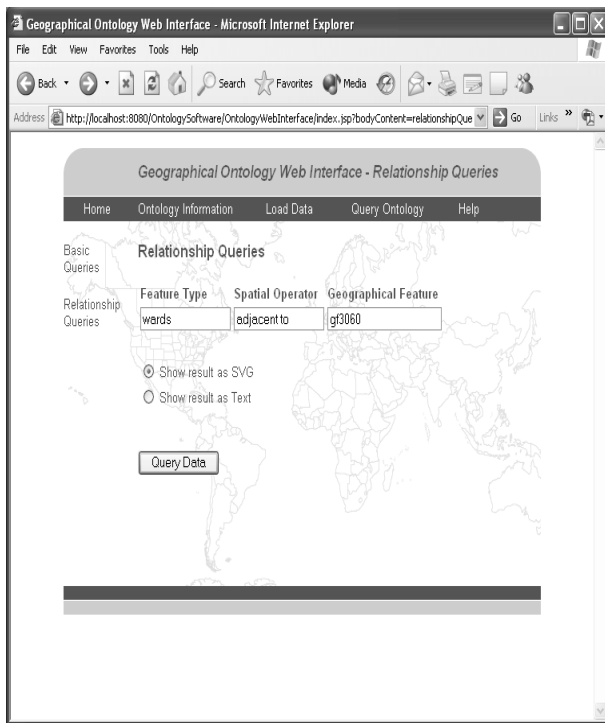 Geographical Ontology Web Interface - Microsoft Internet Explorer
File Edit View Favorites Tools Help
Back Search Favorites Media
Address http://localhost:8080/OntologySoftware/OntologyWebInterface/index.jsp?bodyContent=relationshipQue Go Links »
Geographical Ontology Web Interface - Relationship Queries
Home Ontology Information Load Data Query Ontology Help
Basic Queries
Relationship Queries
Relationship Queries
Feature Type Spatial Operator Geographical Feature
wards adjacent to gf3060
Show result as SVG
Show result as Text
Query Data